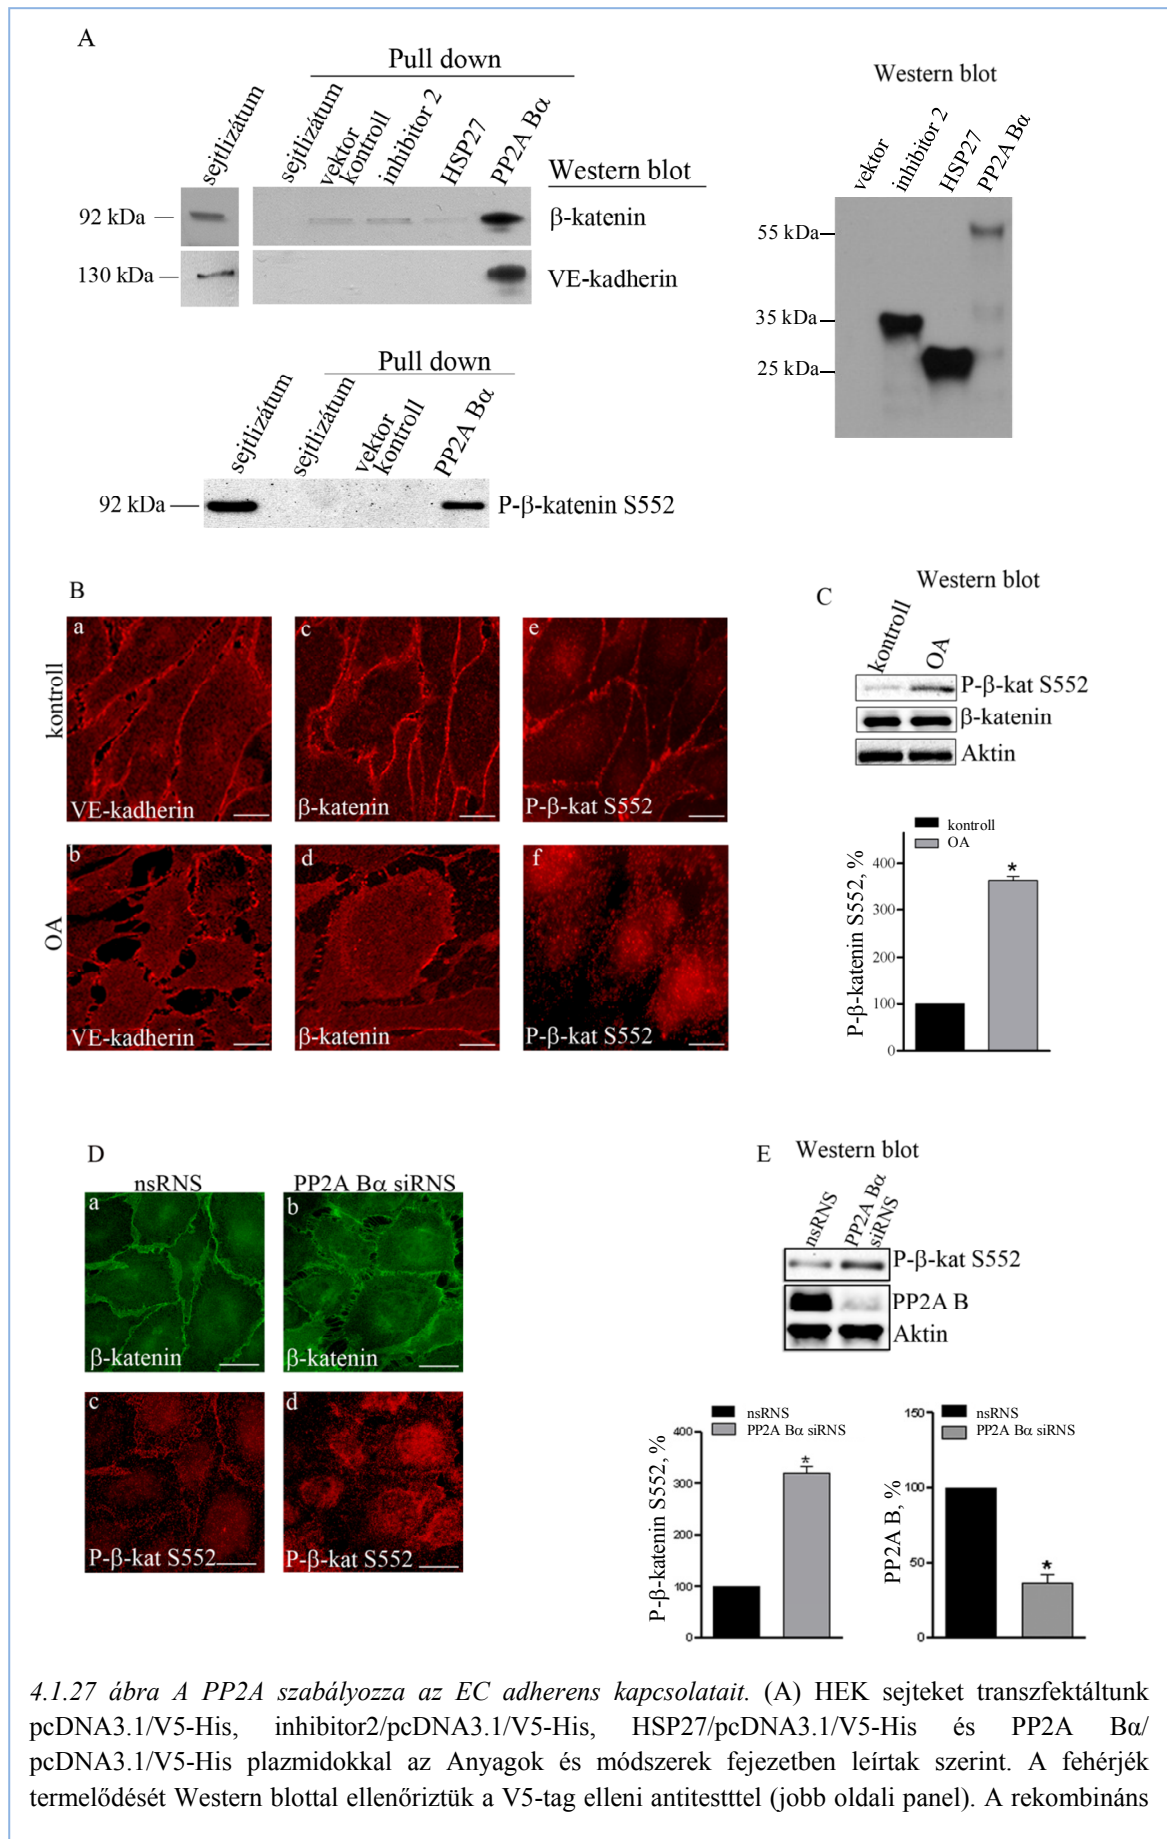 A
Pull down
sejtlizátum
sejtlizátum
vektor
kontroll
inhibitor 2
HSP27
PP2A Bα
Western blot
92 kDa
β-katenin
130 kDa
VE-kadherin
Western blot
vektor
inhibitor 2
HSP27
PP2A Bα
55 kDa
35 kDa
25 kDa
Pull down
sejtlizátum
sejtlizátum
vektor
kontroll
PP2A Bα
92 kDa
P-β-katenin S552
B
kontroll
a
VE-kadherin
c
β-katenin
e
P-β-kat S552
OA
b
VE-kadherin
d
β-katenin
f
P-β-kat S552
C
Western blot
kontroll
OA
P-β-kat S552
β-katenin
Aktin
kontroll
OA
P-β-katenin S552, %
400
300
200
100
0
*
D
nsRNS
PP2A Bα siRNS
a
β-katenin
b
β-katenin
c
P-β-kat S552
d
P-β-kat S552
E
Western blot
nsRNS
PP2A Bα
siRNS
P-β-kat S552
PP2A B
Aktin
nsRNS
PP2A Bα siRNS
P-β-katenin S552, %
400
300
200
100
0
*
nsRNS
PP2A Bα siRNS
PP2A B, %
150
100
50
0
*
4.1.27 ábra A PP2A szabályozza az EC adherens kapcsolatait. (A) HEK sejteket transzfektáltunk
pcDNA3.1/V5-His, inhibitor2/pcDNA3.1/V5-His, HSP27/pcDNA3.1/V5-His és PP2A Bα/
pcDNA3.1/V5-His plazmidokkal az Anyagok és módszerek fejezetben leírtak szerint. A fehérjék
termelődését Western blottal ellenőriztük a V5-tag elleni antitestttel (jobb oldali panel). A rekombináns